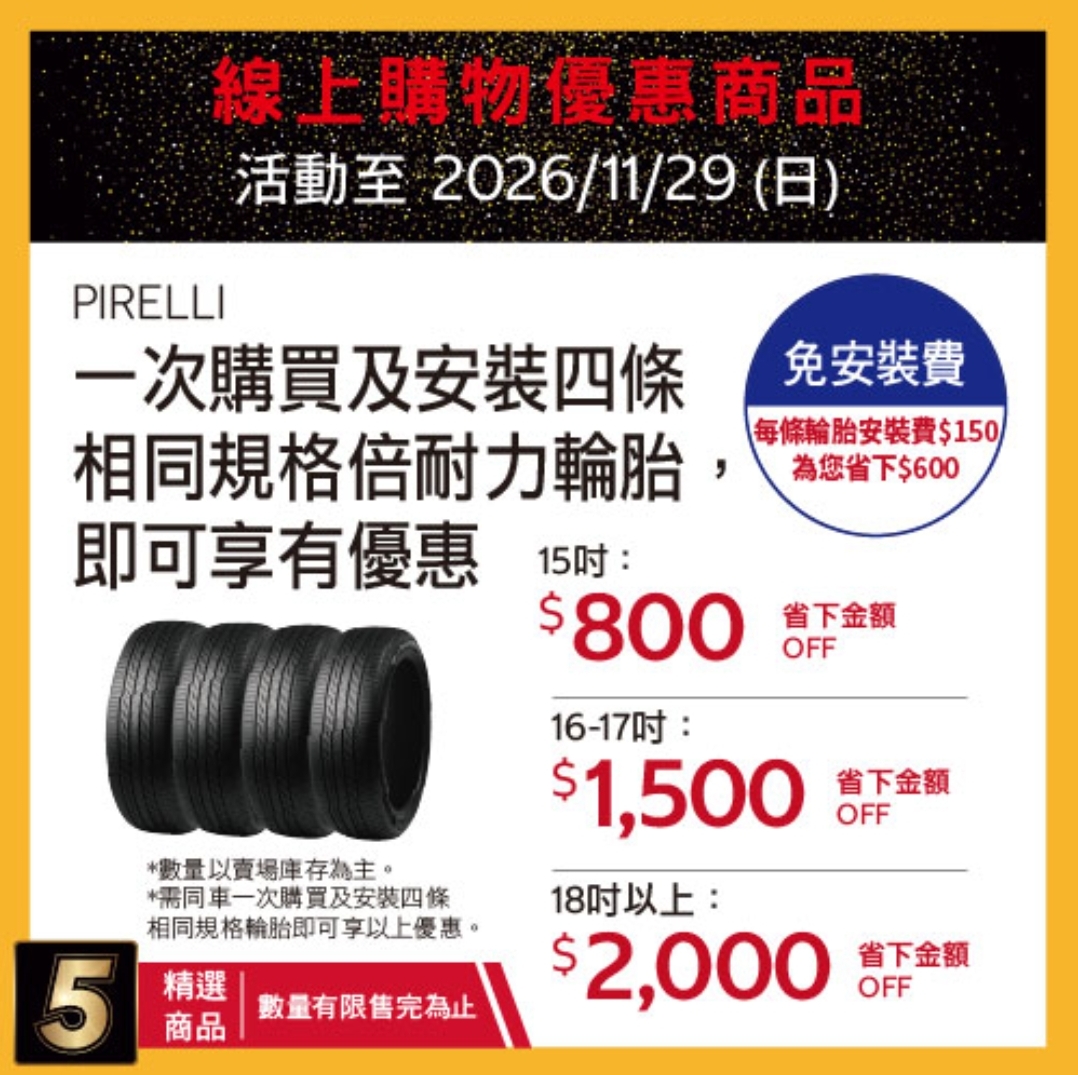 線上購物優惠商品
活動至 2026/11/29 (日)
PIRELLI
一次購買及安裝四條
相同規格倍耐力輪胎，
即可享有優惠
免安裝費
每條輪胎安裝費$150
為您省下$600
15吋：
$800 省下金額
OFF
16-17吋：
$1,500 省下金額
OFF
18吋以上：
$2,000 省下金額
OFF
*數量以賣場庫存為主。
*需同車一次購買及安裝四條
相同規格輪胎即可享以上優惠。
5
精選
商品
數量有限售完為止